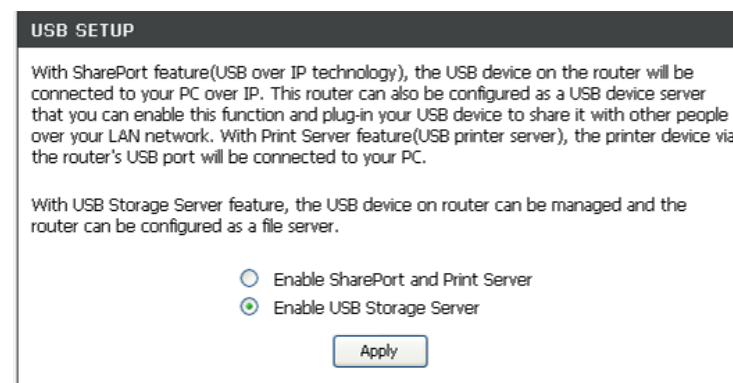 USB SETUP
With SharePort feature(USB over IP technology), the USB device on the router will be
connected to your PC over IP. This router can also be configured as a USB device server
that you can enable this function and plug-in your USB device to share it with other people
over your LAN network. With Print Server feature(USB printer server), the printer device via
the router's USB port will be connected to your PC.
With USB Storage Server feature, the USB device on router can be managed and the
router can be configured as a file server.
Enable SharePort and Print Server
Enable USB Storage Server
Apply